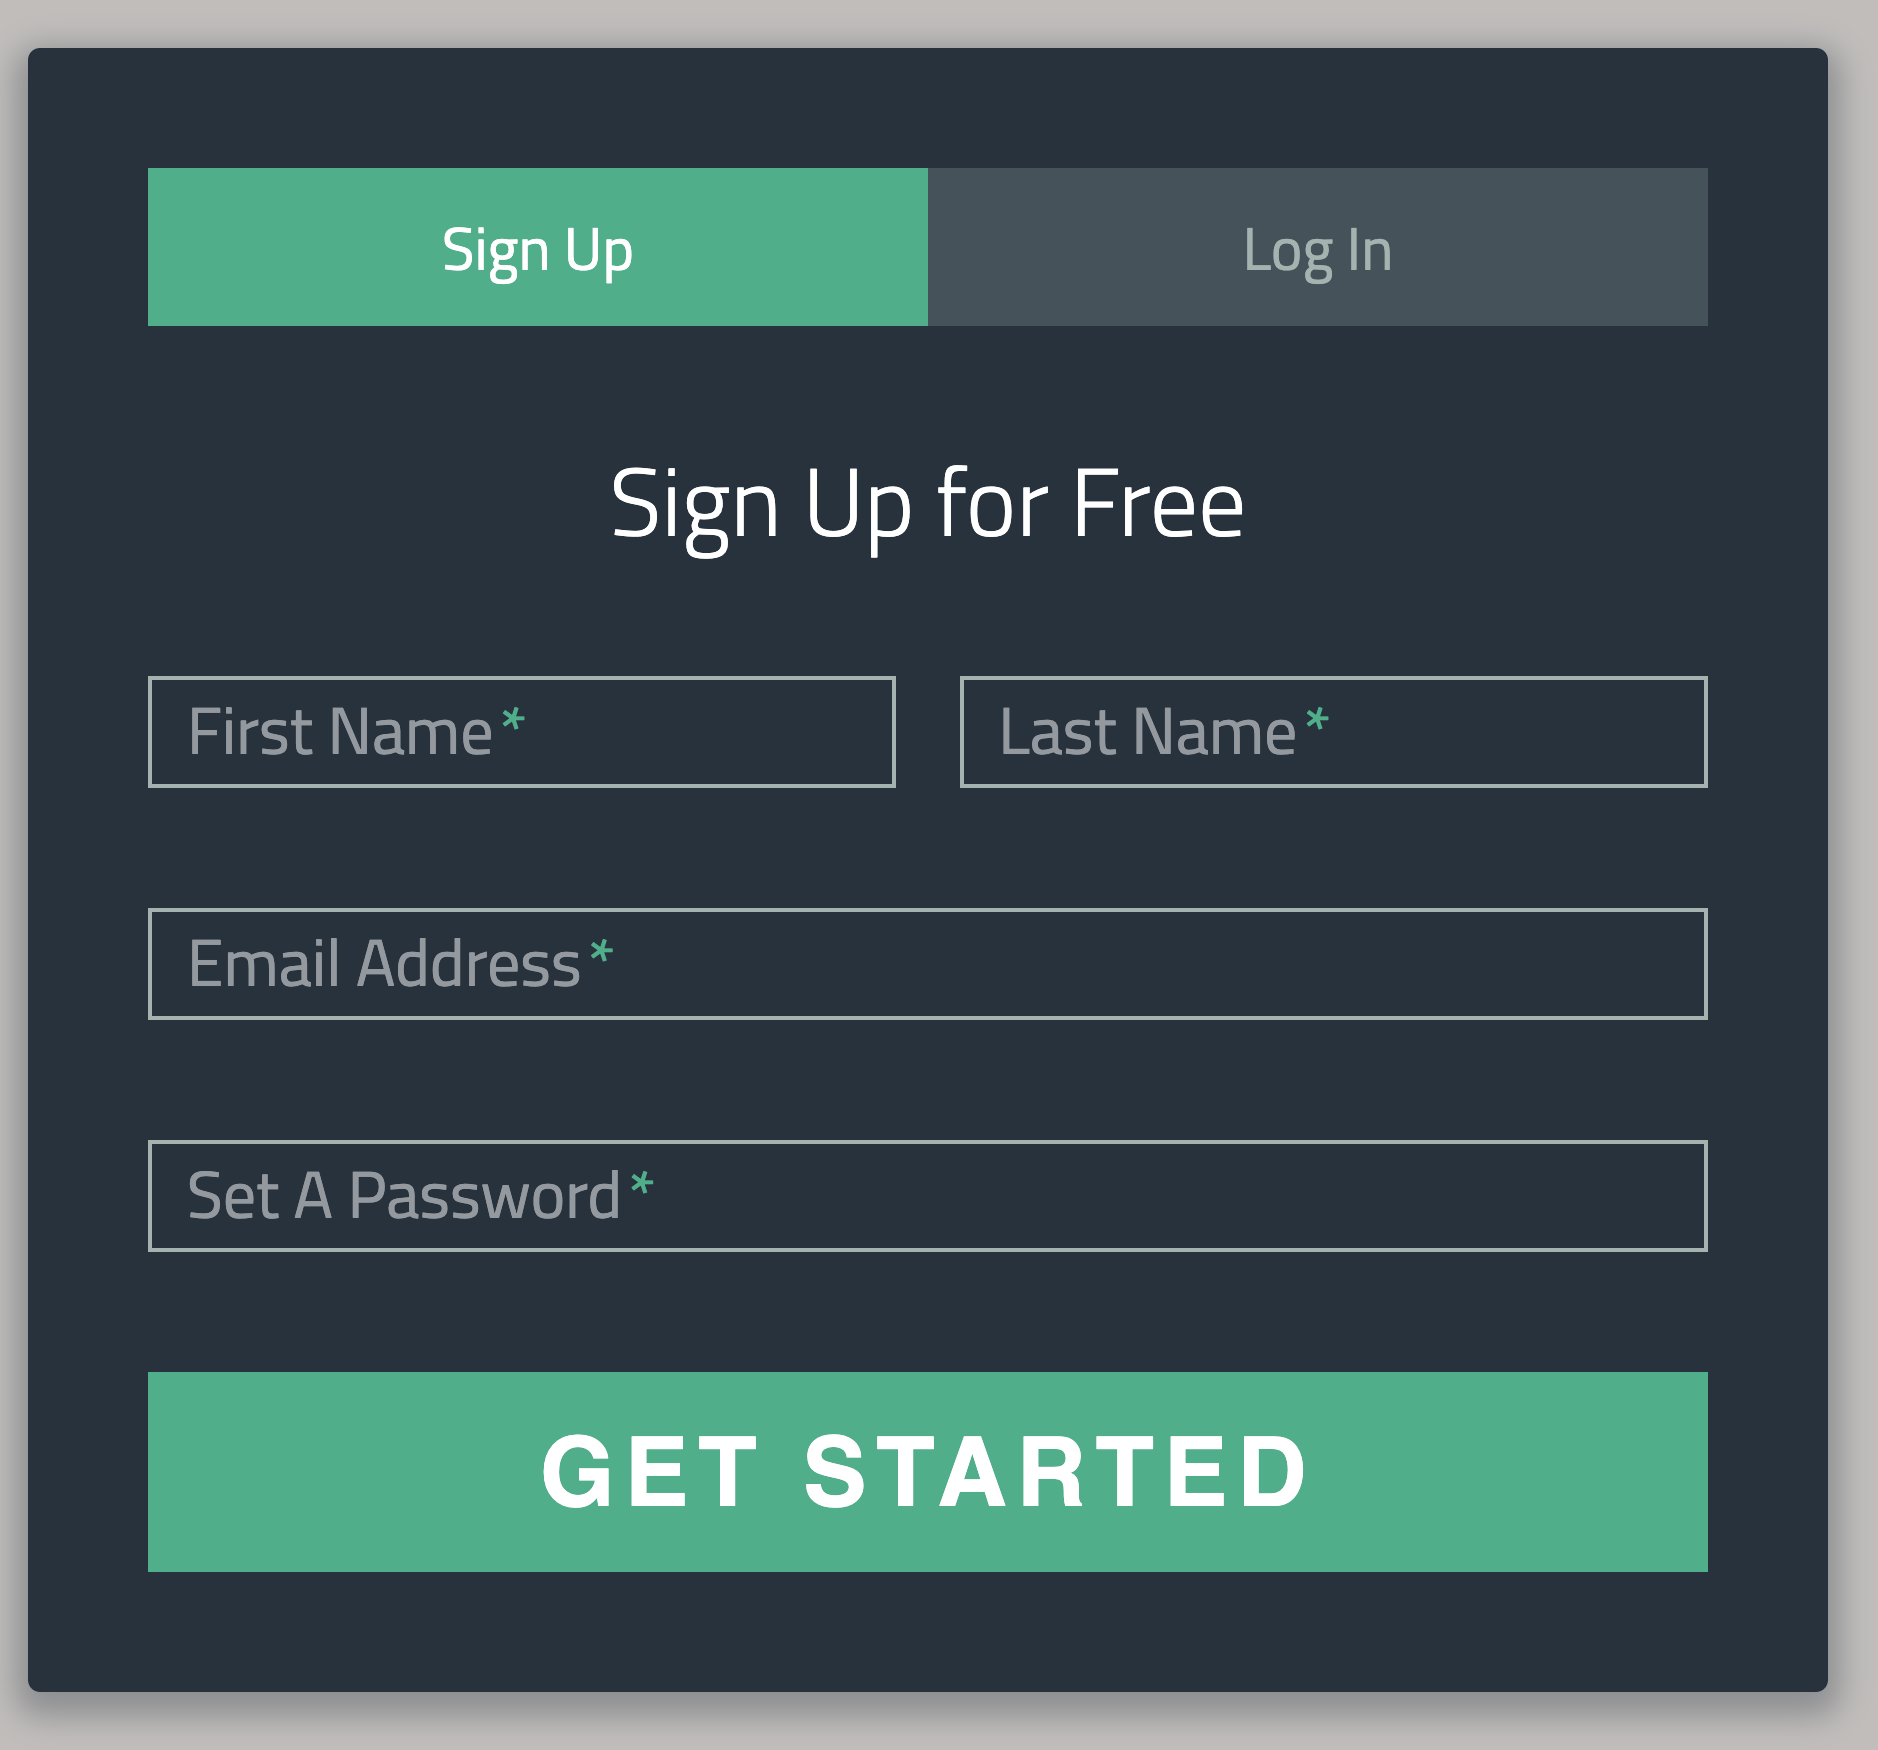 Sign Up Log In
Sign Up for Free
First Name* Last Name*
Email Address*
Set A Password*
GET STARTED